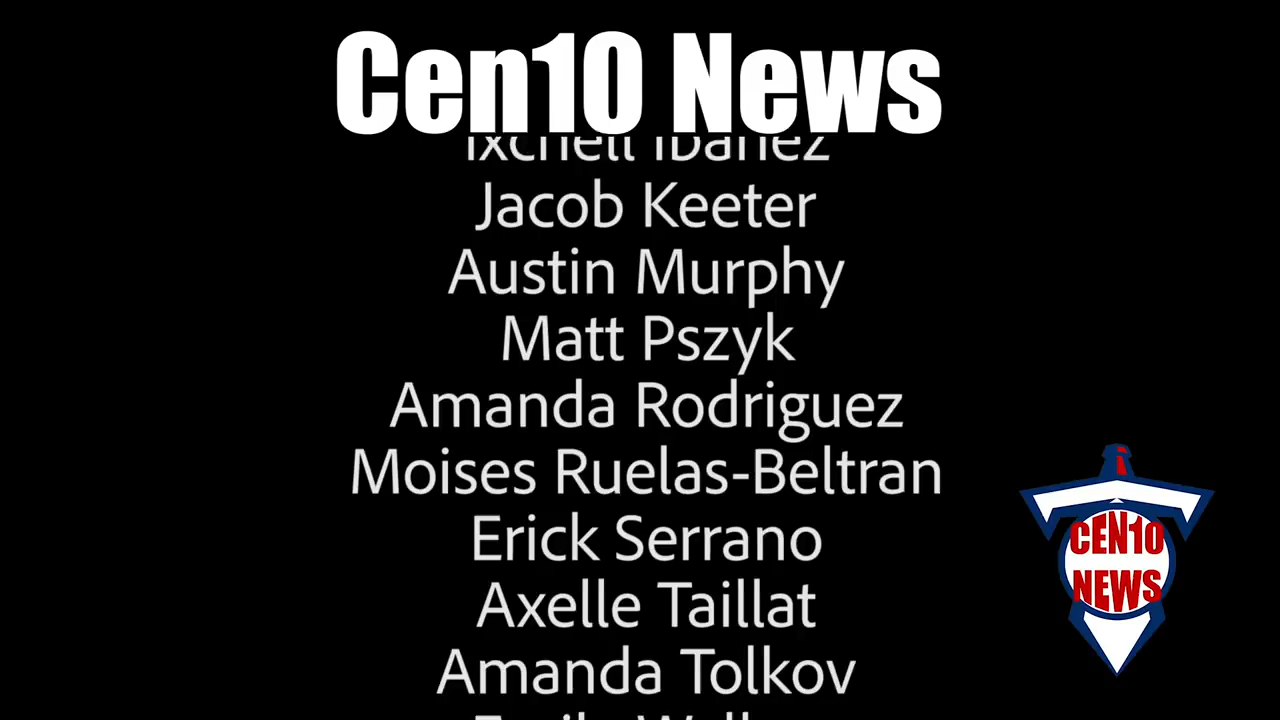 Cen10 News
Jacob Keeter
Austin Murphy
Matt Pszyk
Amanda Rodriguez
Moises Ruelas-Beltran
Erick Serrano
Axelle Taillat
Amanda Tolkov
CEN10
NEWS